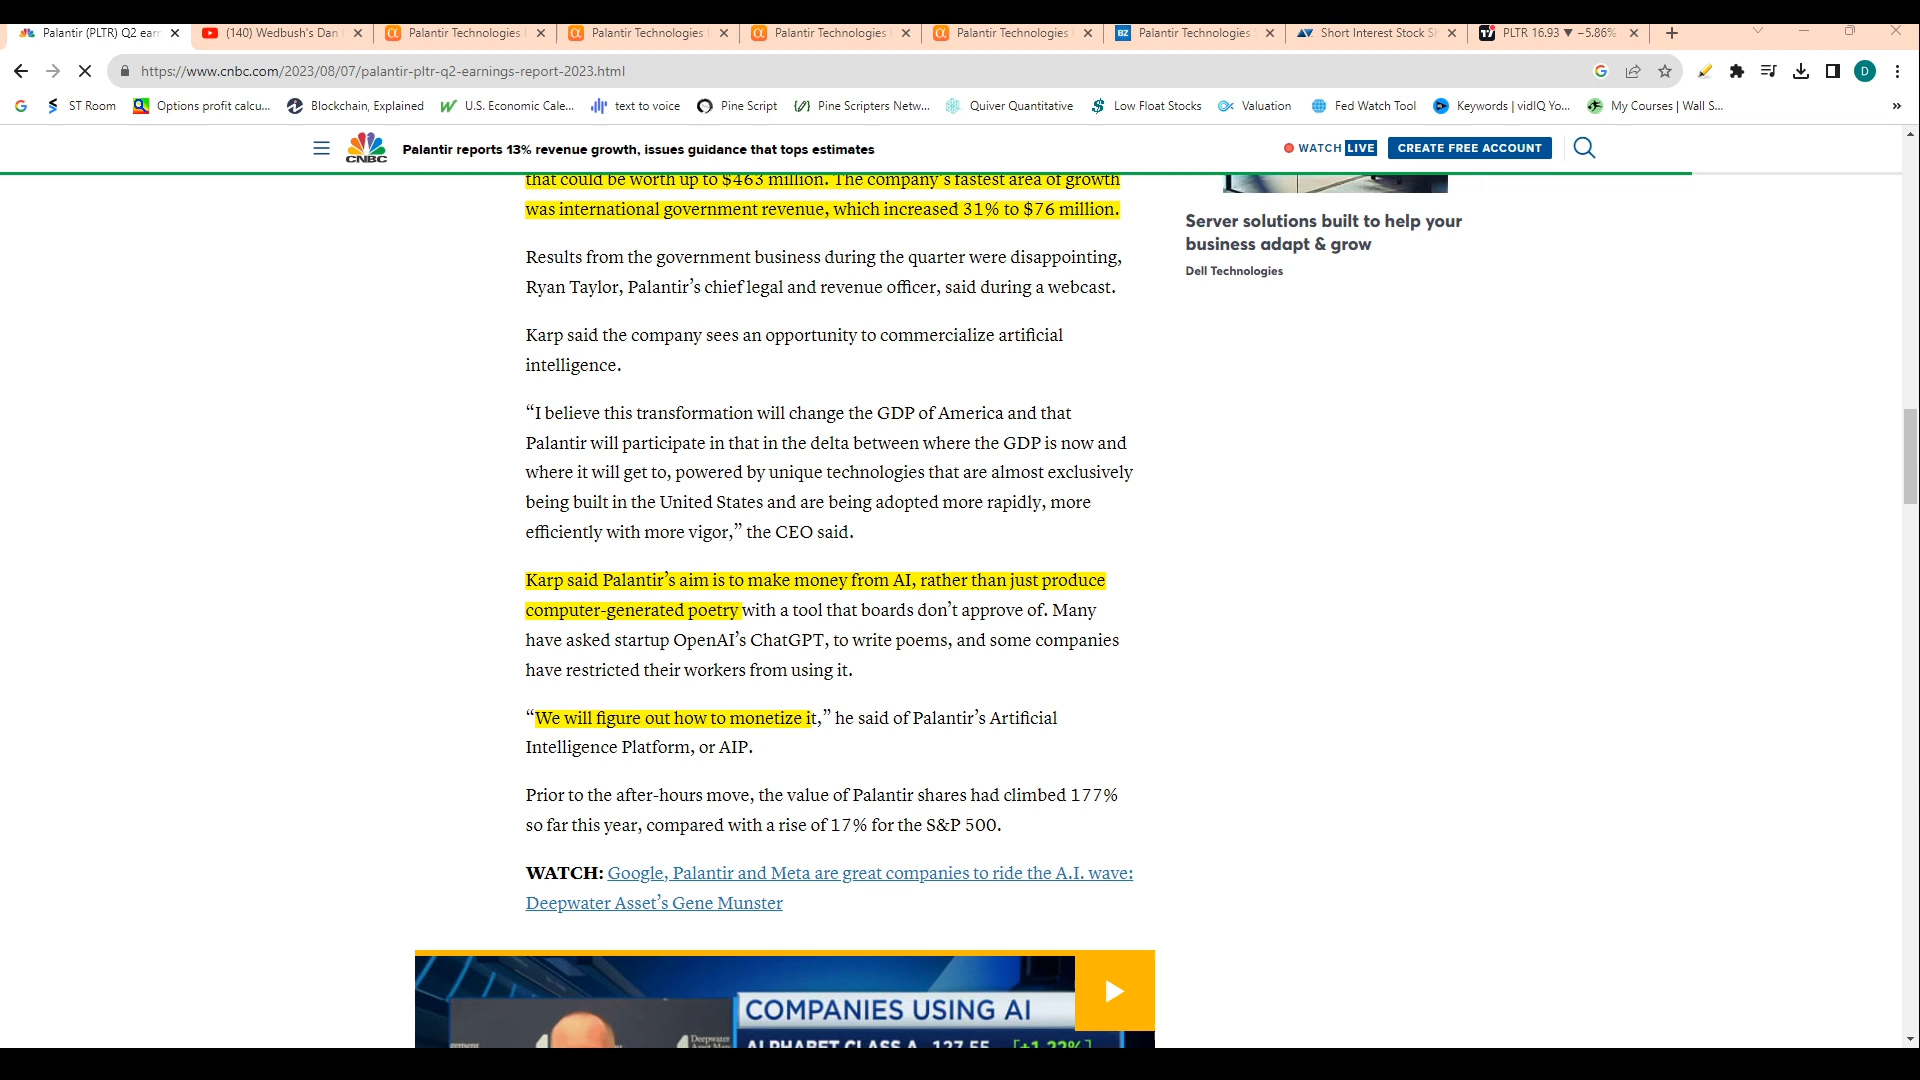 Palantir (PLTR) Q2 earn
(140) Wedbush's Dan
Palantir Technologies
Palantir Technologies
Palantir Technologies
Palantir Technologies
BZ Palantir Technologies S
Short Interest Stock S
PLTR 16.93 ▼ −5.86%
https://www.cnbc.com/2023/08/07/palantir-pltr-q2-earnings-report-2023.html
D
ST Room
Options profit calcu...
Blockchain, Explained
U.S. Economic Cale...
text to voice
Pine Script
Pine Scripters Netw...
Quiver Quantitative
Low Float Stocks
Valuation
Fed Watch Tool
Keywords | vidIQ Yo...
My Courses | Wall S...
»
CNBC
Palantir reports 13% revenue growth, issues guidance that tops estimates
WATCH LIVE
CREATE FREE ACCOUNT
that could be worth up to $463 million. The company's fastest area of growth
was international government revenue, which increased 31% to $76 million.
Server solutions built to help your
business adapt & grow
Dell Technologies
Results from the government business during the quarter were disappointing,
Ryan Taylor, Palantir's chief legal and revenue officer, said during a webcast.
Karp said the company sees an opportunity to commercialize artificial
intelligence.
“I believe this transformation will change the GDP of America and that
Palantir will participate in that in the delta between where the GDP is now and
where it will get to, powered by unique technologies that are almost exclusively
being built in the United States and are being adopted more rapidly, more
efficiently with more vigor,” the CEO said.
Karp said Palantir's aim is to make money from AI, rather than just produce
computer-generated poetry with a tool that boards don't approve of. Many
have asked startup OpenAI's ChatGPT, to write poems, and some companies
have restricted their workers from using it.
“We will figure out how to monetize it,” he said of Palantir's Artificial
Intelligence Platform, or AIP.
Prior to the after-hours move, the value of Palantir shares had climbed 177%
so far this year, compared with a rise of 17% for the S&P 500.
WATCH: Google, Palantir and Meta are great companies to ride the A.I. wave:
Deepwater Asset's Gene Munster
COMPANIES USING AI
Deepwater
ALPHABET CLASS A 127.55 [+1.22%]